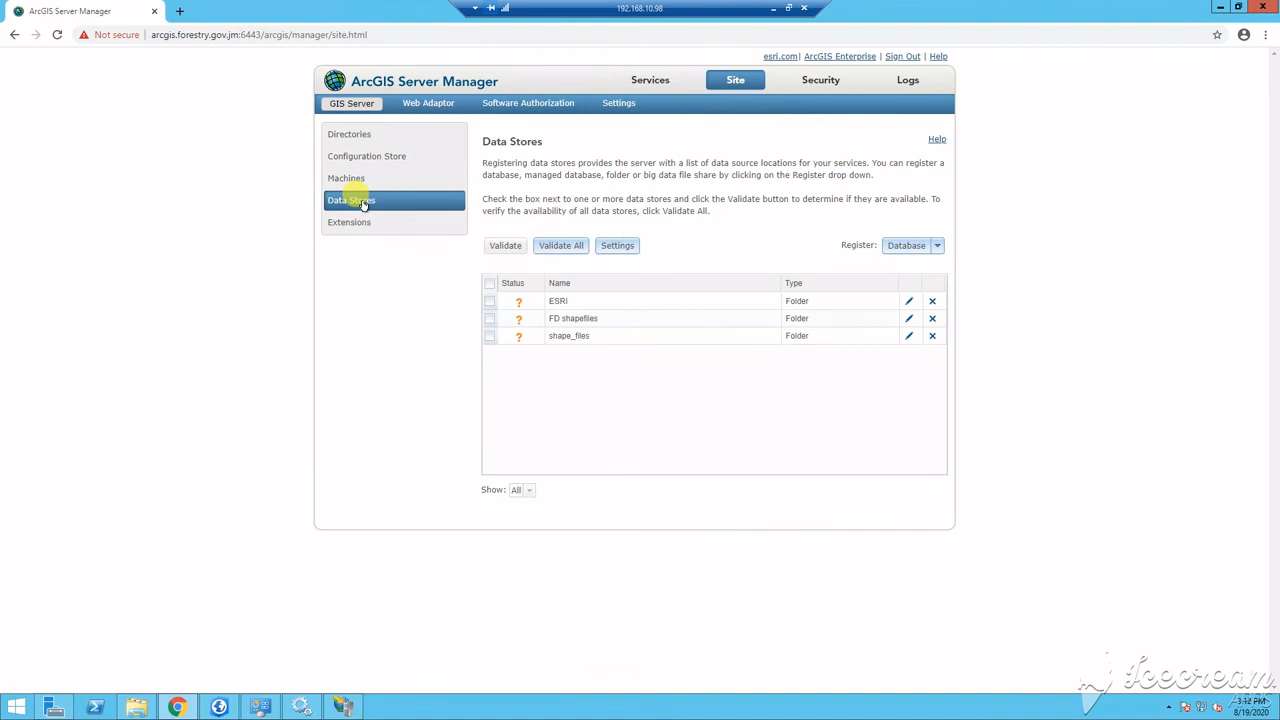 ArcGIS Server Manager
192.168.10.98
Not secure
arcgis.forestry.gov.jm:6443/arcgis/manager/site.html
esri.com| ArcGIS Enterprise | Sign Out | Help
ArcGIS Server Manager
Services
Site
Security
Logs
GIS Server
Web Adaptor
Software Authorization
Settings
Directories
Configuration Store
Machines
Data Stores
Extensions
Data Stores
Help
Registering data stores provides the server with a list of data source locations for your services. You can register a
database, managed database, folder or big data file share by clicking on the Register drop down.
Check the box next to one or more data stores and click the Validate button to determine if they are available. To
verify the availability of all data stores, click Validate All.
Validate
Validate All
Settings
Register: Database
Status Name Type
? ESRI Folder
? FD shapefiles Folder
? shape_files Folder
Show: All
Icecream
3:12 PM
8/19/2020